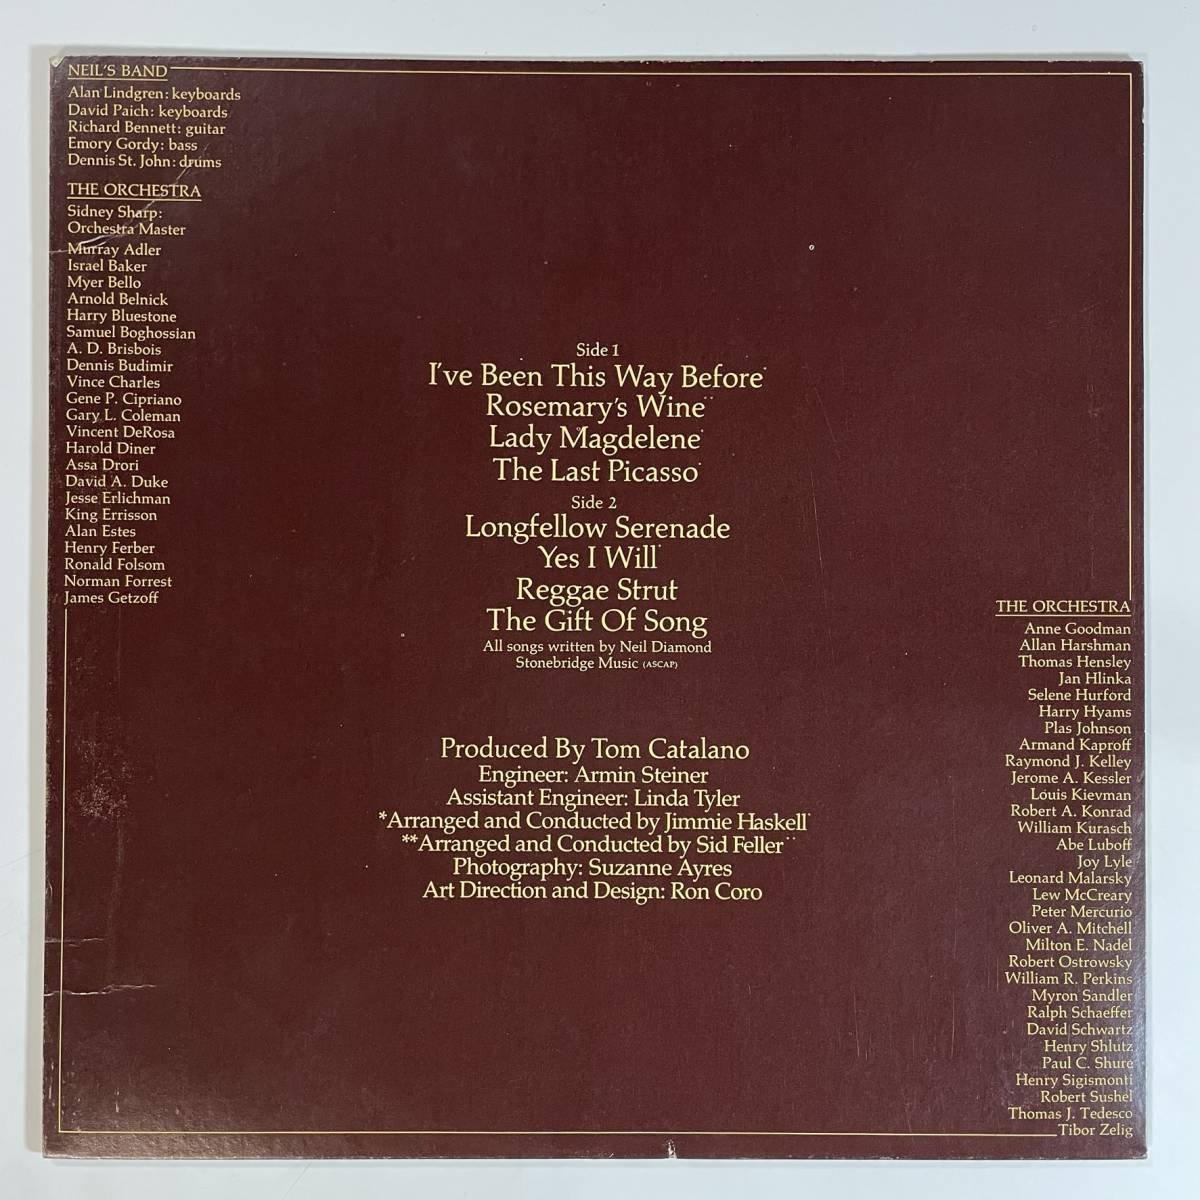 NEIL'S BAND
Alan Lindgren: keyboards
David Paich: keyboards
Richard Bennett: guitar
Emory Gordy: bass
Dennis St. John: drums
THE ORCHESTRA
Sidney Sharp:
Orchestra Master
Murray Adler
Israel Baker
Myer Bello
Arnold Belnick
Harry Bluestone
Samuel Boghossian
A. D. Brisbois
Dennis Budimir
Vince Charles
Gene P. Cipriano
Gary L. Coleman
Vincent DeRosa
Harold Diner
Assa Drori
David A. Duke
Jesse Erlichman
King Errisson
Alan Estes
Henry Ferber
Ronald Folsom
Norman Forrest
James Getzoff
Side 1
I've Been This Way Before*
Rosemary's Wine**
Lady Magdelene*
The Last Picasso*
Side 2
Longfellow Serenade
Yes I Will*
Reggae Strut
The Gift Of Song
All songs written by Neil Diamond
Stonebridge Music (ASCAP)
Produced By Tom Catalano
Engineer: Armin Steiner
Assistant Engineer: Linda Tyler
*Arranged and Conducted by Jimmie Haskell*
**Arranged and Conducted by Sid Feller**
Photography: Suzanne Ayres
Art Direction and Design: Ron Coro
THE ORCHESTRA
Anne Goodman
Allan Harshman
Thomas Hensley
Jan Hlinka
Selene Hurford
Harry Hyams
Plas Johnson
Armand Kaproff
Raymond J. Kelley
Jerome A. Kessler
Louis Kievman
Robert A. Konrad
William Kurasch
Abe Luboff
Joy Lyle
Leonard Malarsky
Lew McCreary
Peter Mercurio
Oliver A. Mitchell
Milton E. Nadel
Robert Ostrowsky
William R. Perkins
Myron Sandler
Ralph Schaeffer
David Schwartz
Henry Shlutz
Paul C. Shure
Henry Sigismonti
Robert Sushel
Thomas J. Tedesco
Tibor Zelig